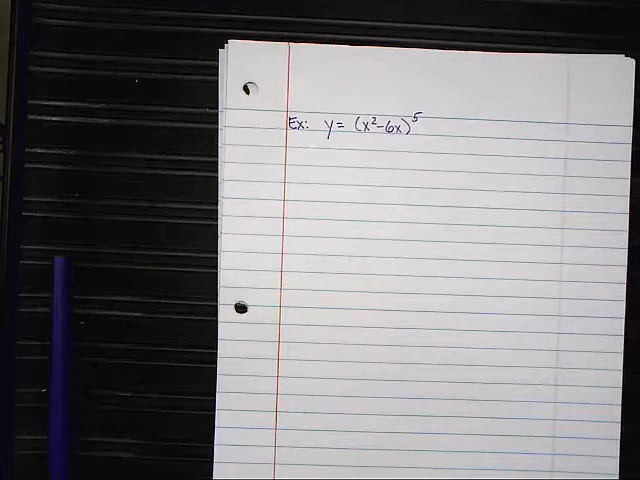 Ex: y = (x²-6x)⁵